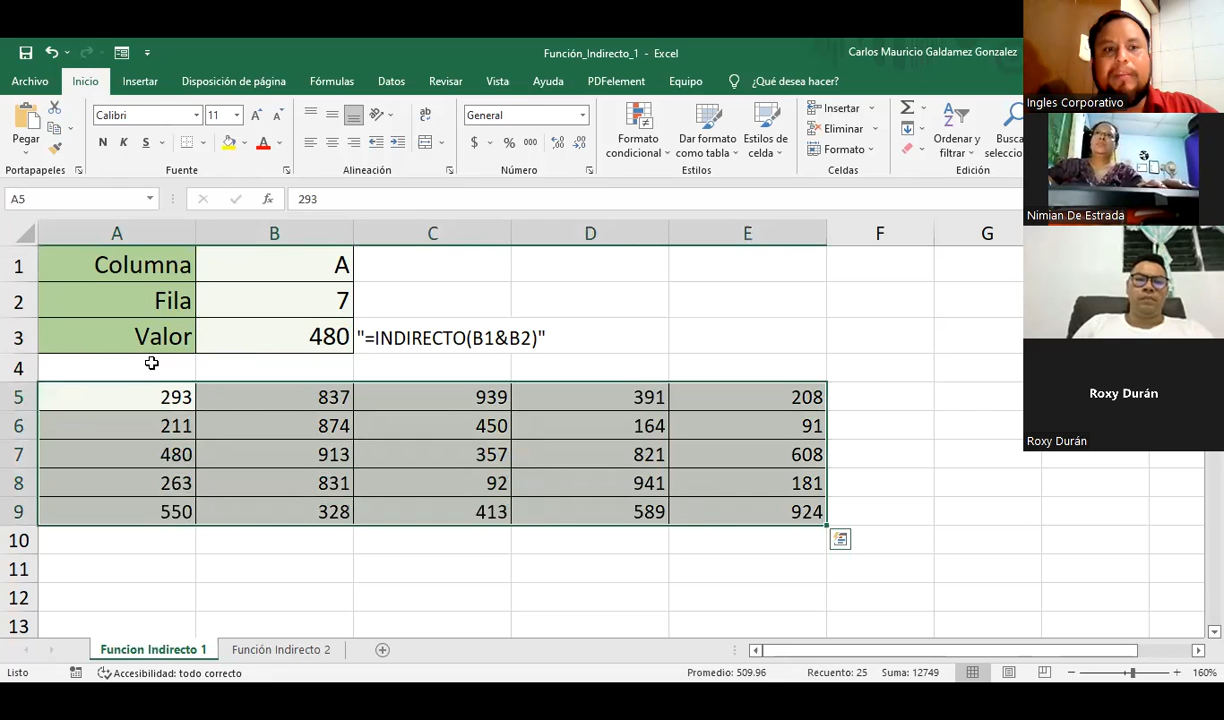 Función_Indirecto_1 - Excel
Carlos Mauricio Galdamez Gonzalez
Archivo Inicio Insertar Disposición de página Fórmulas Datos Revisar Vista Ayuda PDFelement Equipo ¿Qué desea hacer?
Pegar
Calibri 11
N K S
General
$ % 000
Formato condicional
Dar formato como tabla
Estilos de celda
Insertar
Eliminar
Formato
Ordenar y filtrar
Portapapeles Fuente Alineación Número Estilos Celdas Edición
A5 fx 293
A B C D E F G
1 Columna A
2 Fila 7
3 Valor 480 "=INDIRECTO(B1&B2)"
4
5 293 837 939 391 208
6 211 874 450 164 91
7 480 913 357 821 608
8 263 831 92 941 181
9 550 328 413 589 924
10
11
12
13
Funcion Indirecto 1 Función Indirecto 2
Listo Accesibilidad: todo correcto Promedio: 509.96 Recuento: 25 Suma: 12749 160%
Ingles Corporativo
Nimian De Estrada
Roxy Durán
Roxy Durán